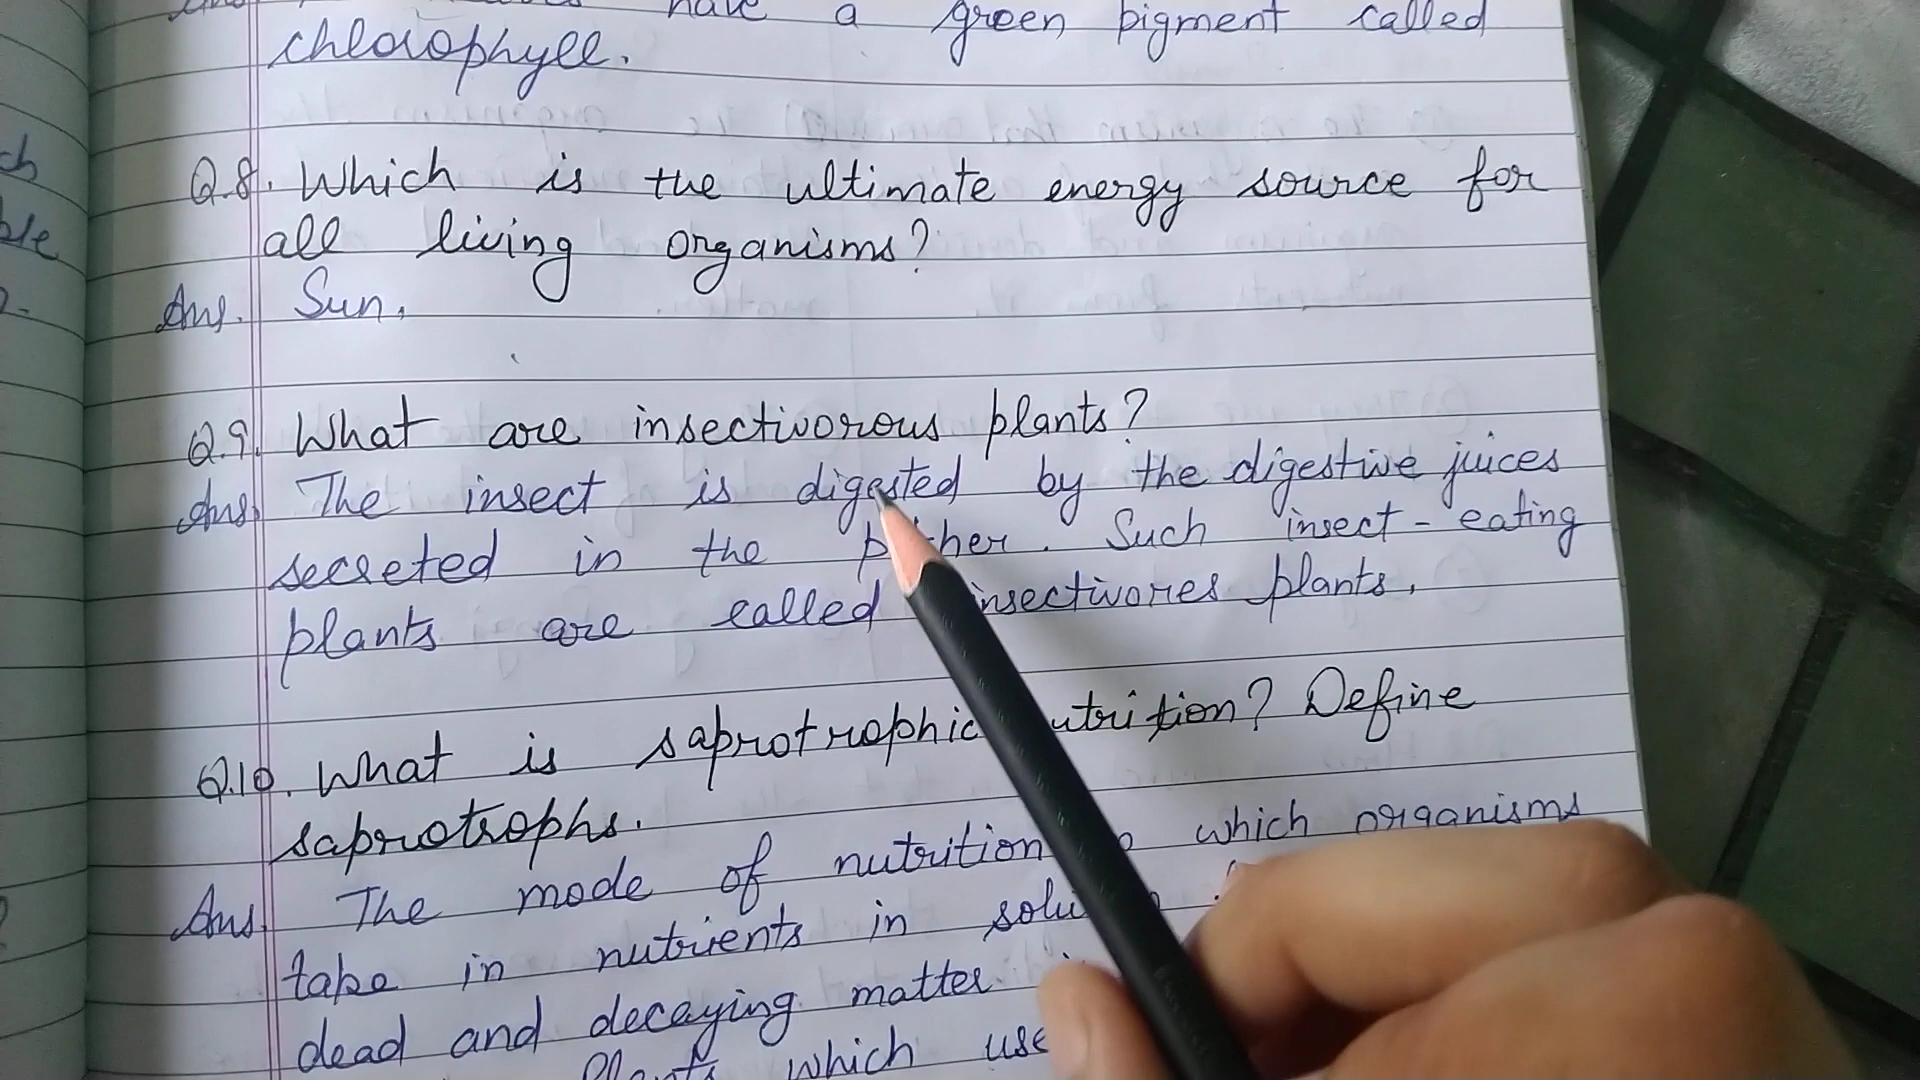 have a green pigment called
chlorophyll.
Q.8. Which is the ultimate energy source for
all living organisms?
Ans. Sun.
Q.9. What are insectivorous plants?
Ans. The insect is digested by the digestive juices
secreted in the pitcher. Such insect-eating
plants are called insectivores plants.
Q.10. What is saprotrophic nutrition? Define
saprotrophs.
Ans. The mode of nutrition which organisms
take in nutrients in
dead and decaying matter
Plants which use